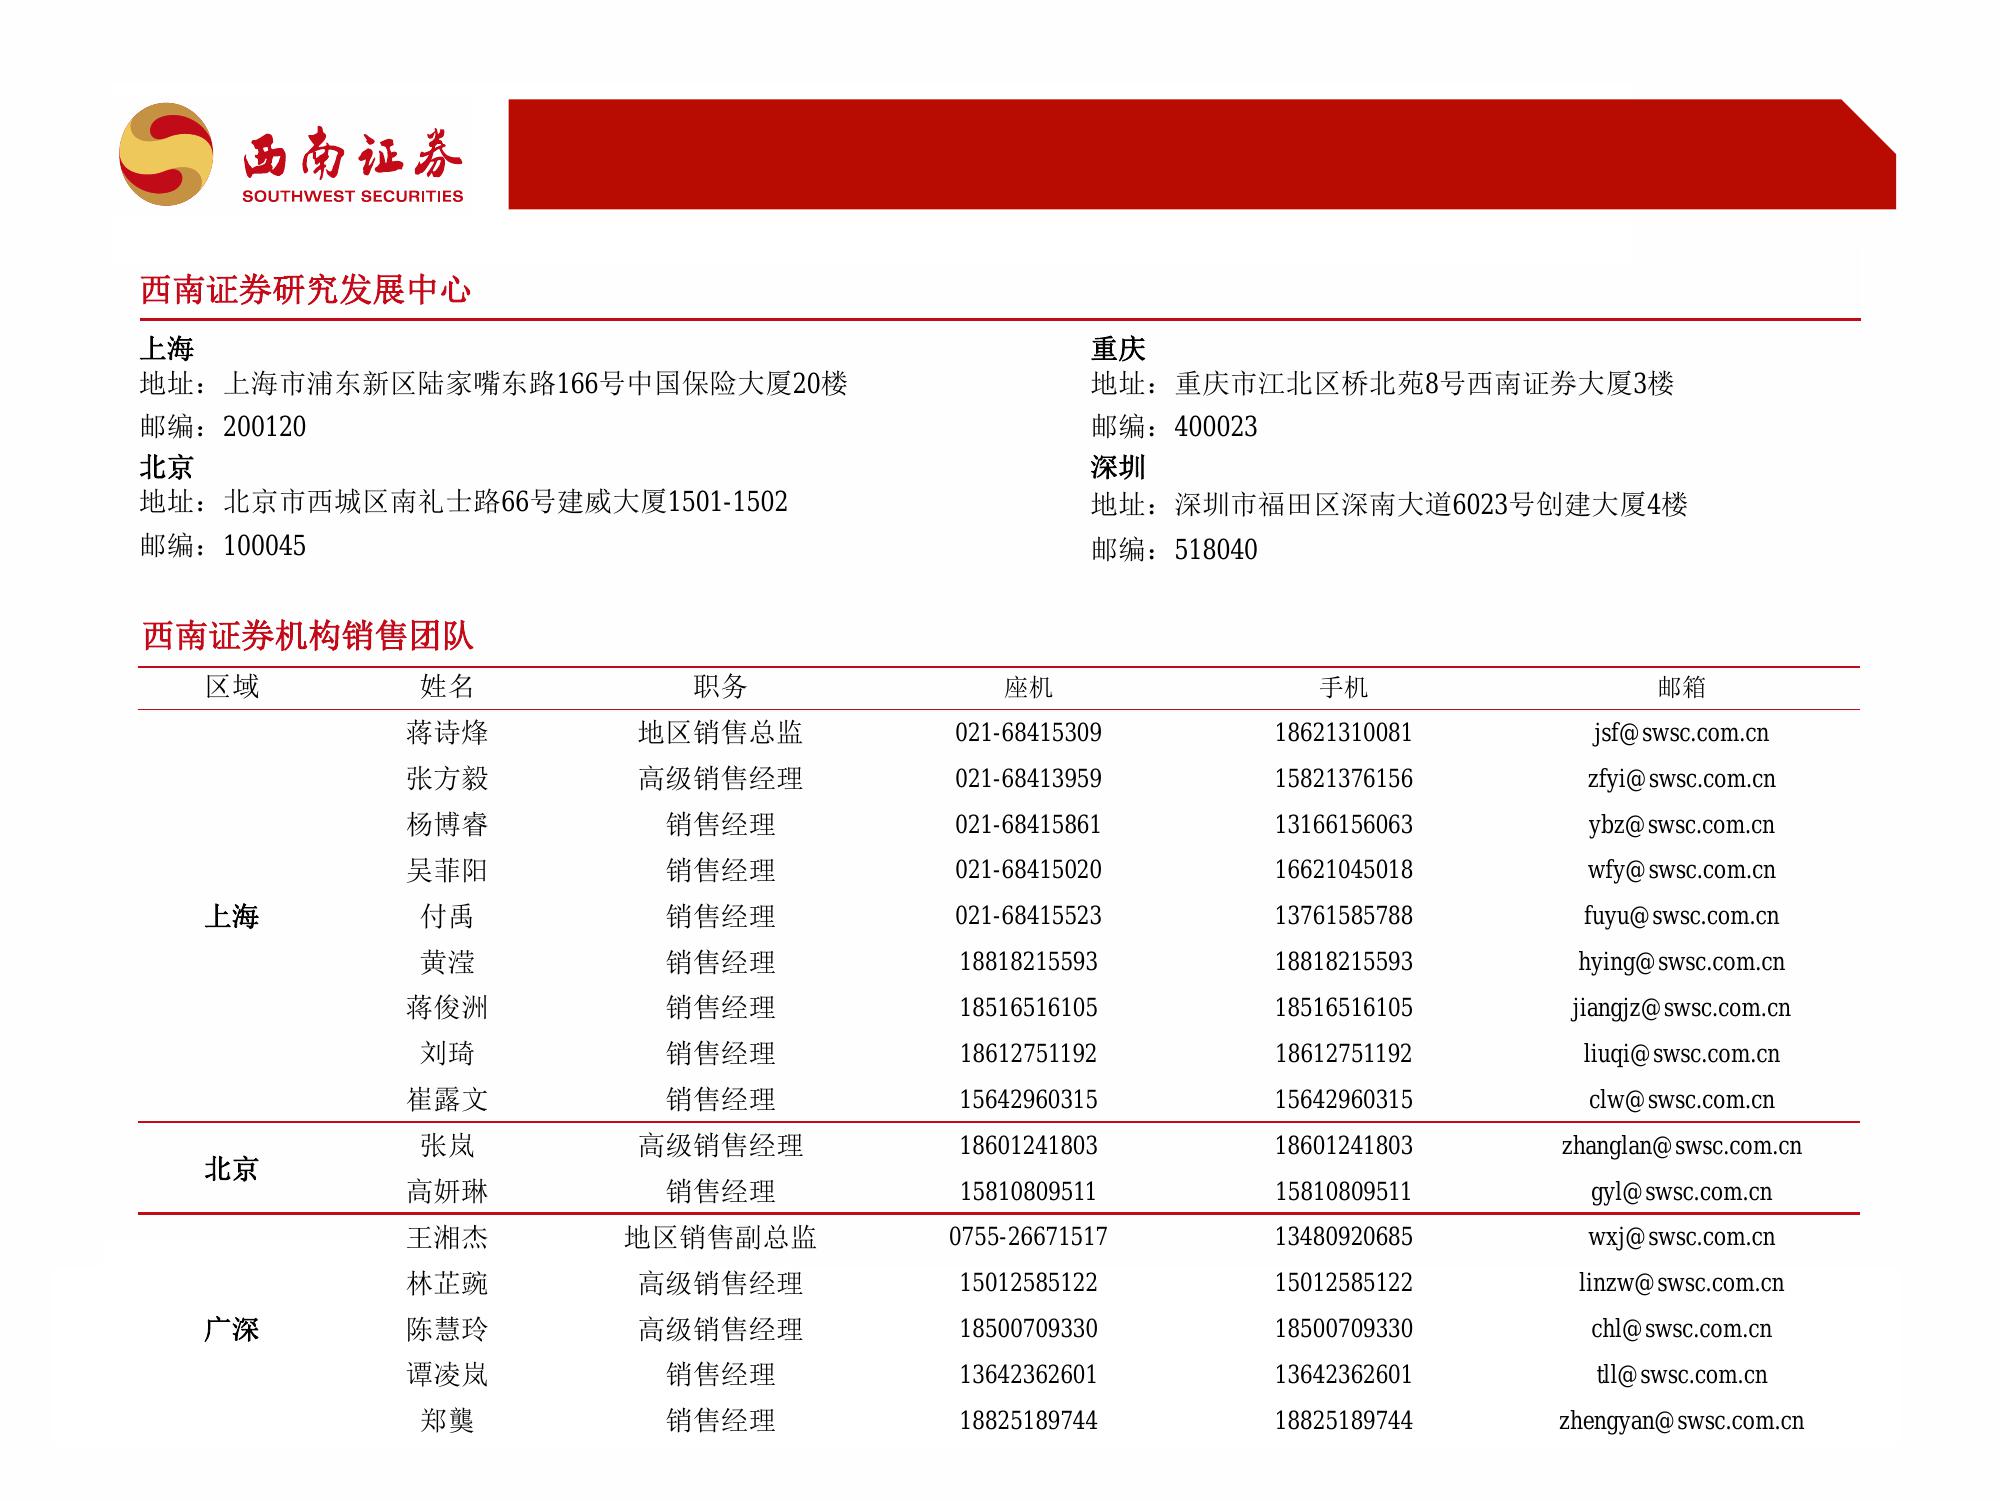 西南证券
SOUTHWEST SECURITIES
西南证券研究发展中心
上海
地址：上海市浦东新区陆家嘴东路166号中国保险大厦20楼
邮编：200120
北京
地址：北京市西城区南礼士路66号建威大厦1501-1502
邮编：100045
重庆
地址：重庆市江北区桥北苑8号西南证券大厦3楼
邮编：400023
深圳
地址：深圳市福田区深南大道6023号创建大厦4楼
邮编：518040
西南证券机构销售团队
区域 姓名 职务 座机 手机 邮箱
上海
蒋诗烽 地区销售总监 021-68415309 18621310081 jsf@swsc.com.cn
张方毅 高级销售经理 021-68413959 15821376156 zfyi@swsc.com.cn
杨博睿 销售经理 021-68415861 13166156063 ybz@swsc.com.cn
吴菲阳 销售经理 021-68415020 16621045018 wfy@swsc.com.cn
付禹 销售经理 021-68415523 13761585788 fuyu@swsc.com.cn
黄滢 销售经理 18818215593 18818215593 hying@swsc.com.cn
蒋俊洲 销售经理 18516516105 18516516105 jiangjz@swsc.com.cn
刘琦 销售经理 18612751192 18612751192 liuqi@swsc.com.cn
崔露文 销售经理 15642960315 15642960315 clw@swsc.com.cn
北京
张岚 高级销售经理 18601241803 18601241803 zhanglan@swsc.com.cn
高妍琳 销售经理 15810809511 15810809511 gyl@swsc.com.cn
广深
王湘杰 地区销售副总监 0755-26671517 13480920685 wxj@swsc.com.cn
林芷豌 高级销售经理 15012585122 15012585122 linzw@swsc.com.cn
陈慧玲 高级销售经理 18500709330 18500709330 chl@swsc.com.cn
谭凌岚 销售经理 13642362601 13642362601 tll@swsc.com.cn
郑龑 销售经理 18825189744 18825189744 zhengyan@swsc.com.cn